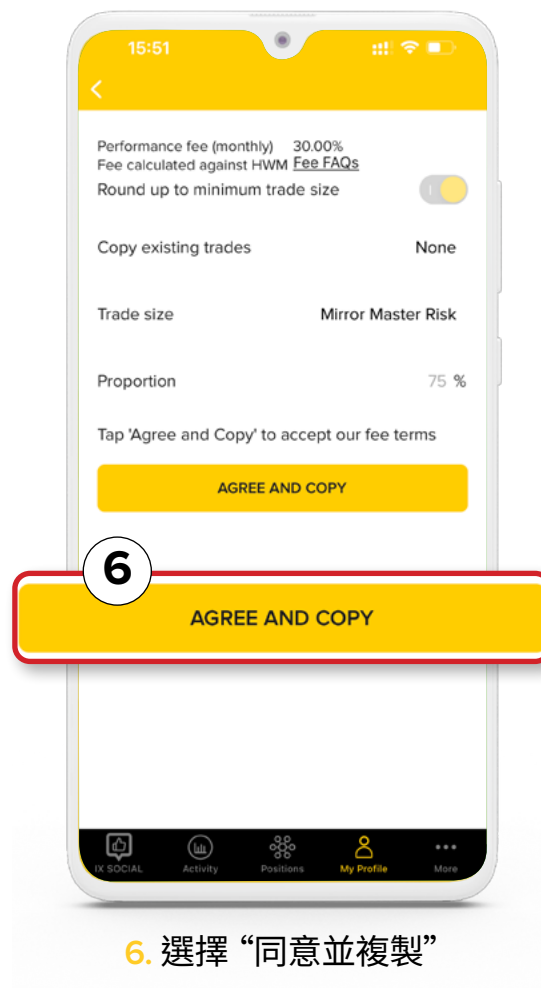 15:51
Performance fee (monthly) 30.00%
Fee calculated against HWM Fee FAQs
Round up to minimum trade size
Copy existing trades None
Trade size Mirror Master Risk
Proportion 75 %
Tap 'Agree and Copy' to accept our fee terms
AGREE AND COPY
6
AGREE AND COPY
IX SOCIAL Activity Positions My Profile More
6. 選擇 “同意並複製”